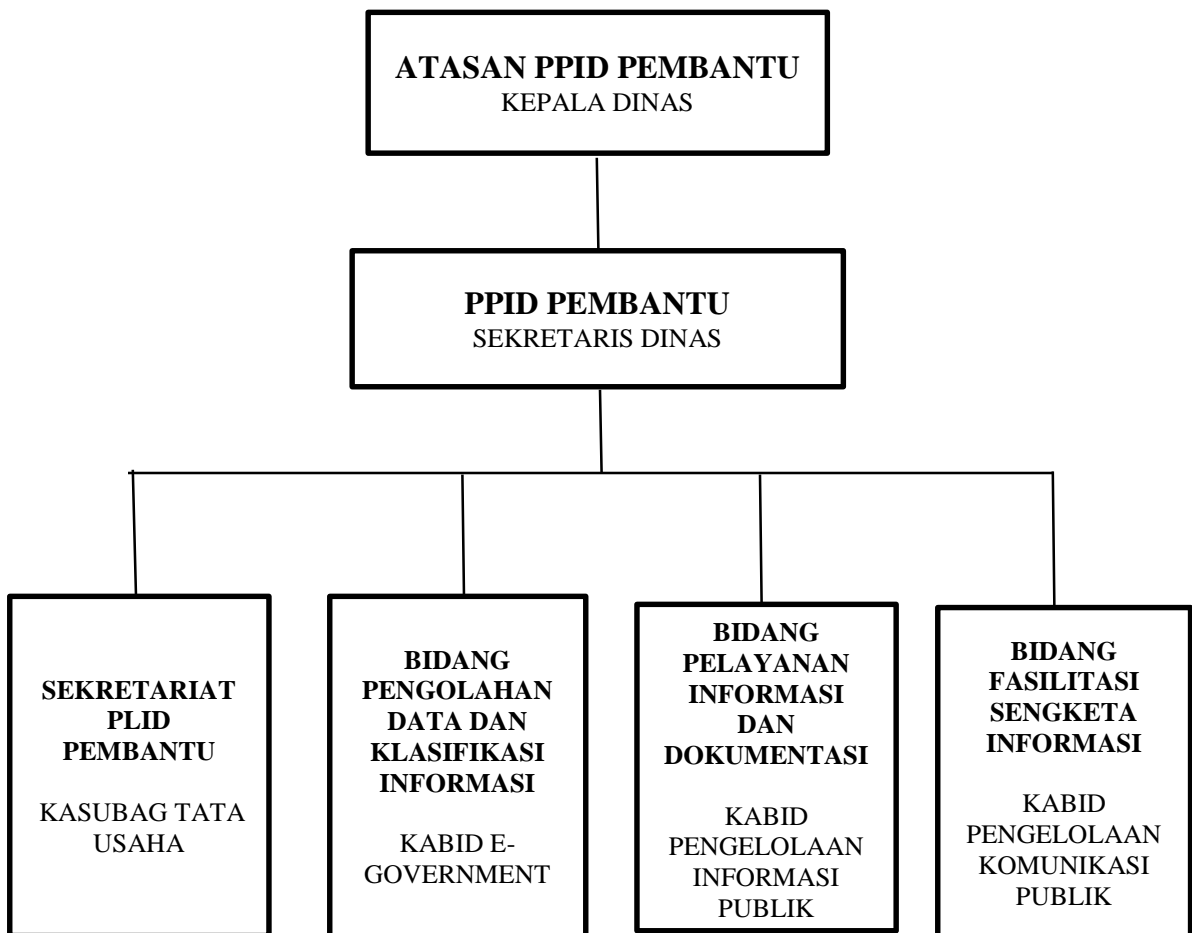 ATASAN PPID PEMBANTU
KEPALA DINAS
PPID PEMBANTU
SEKRETARIS DINAS
SEKRETARIAT
PLID
PEMBANTU
KASUBAG TATA
USAHA
BIDANG
PENGOLAHAN
DATA DAN
KLASIFIKASI
INFORMASI
KABID E-
GOVERNMENT
BIDANG
PELAYANAN
INFORMASI
DAN
DOKUMENTASI
KABID
PENGELOLAAN
INFORMASI
PUBLIK
BIDANG
FASILITASI
SENGKETA
INFORMASI
KABID
PENGELOLAAN
KOMUNIKASI
PUBLIK